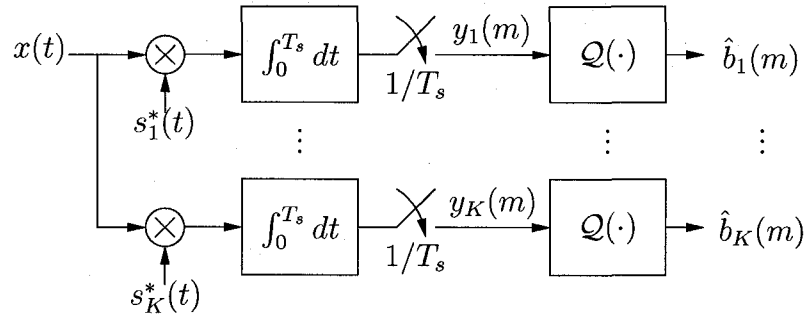 x(t) ⊗ ∫₀^{T_s} dt y₁(m) 𝒬(·) b̂₁(m)
1/T_s
s₁*(t)
⋮ ⋮ ⋮
⊗ ∫₀^{T_s} dt y_K(m) 𝒬(·) b̂_K(m)
1/T_s
s_K*(t)